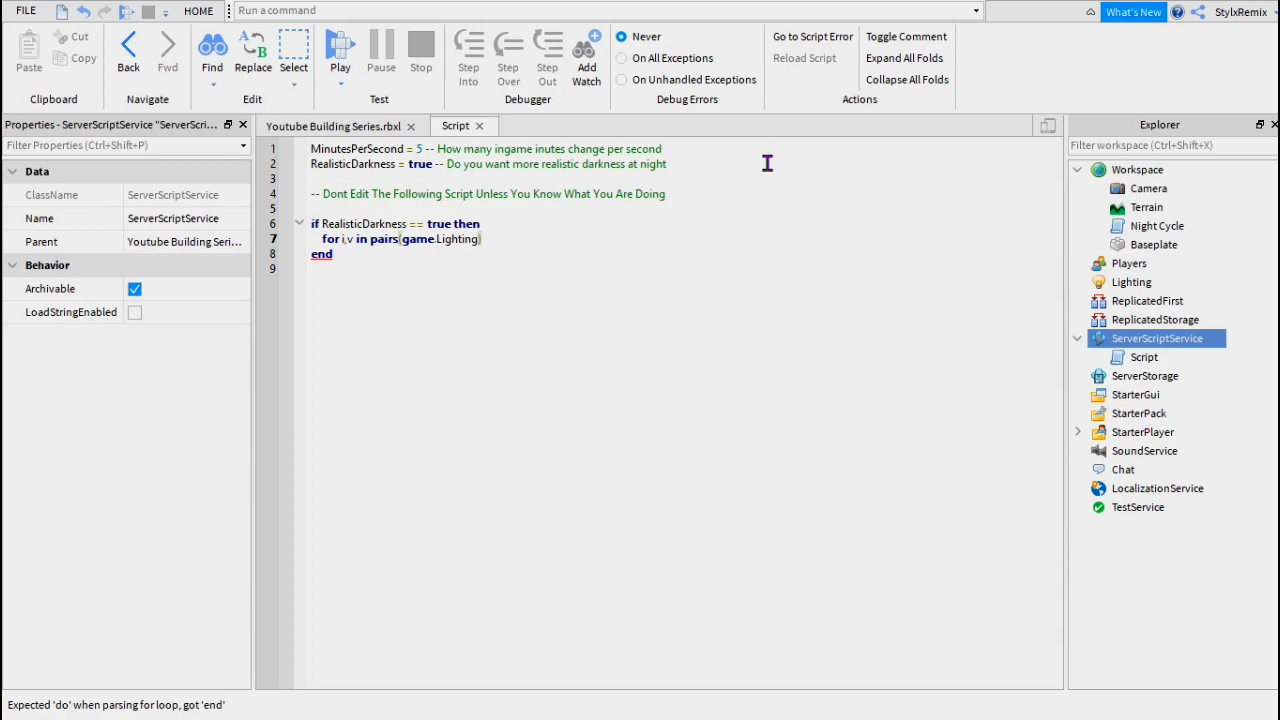 FILE HOME Run a command What's New StylxRemix
Paste Cut Copy Back Fwd Find Replace Select Play Pause Stop Step Into Step Over Step Out Add Watch Never On All Exceptions On Unhandled Exceptions Go to Script Error Reload Script Toggle Comment Expand All Folds Collapse All Folds
Clipboard Navigate Edit Test Debugger Debug Errors Actions
Properties - ServerScriptService "ServerScri...
Filter Properties (Ctrl+Shift+P)
Data
ClassName ServerScriptService
Name ServerScriptService
Parent Youtube Building Seri...
Behavior
Archivable
LoadStringEnabled
Youtube Building Series.rbxl Script
1 MinutesPerSecond = 5 -- How many ingame inutes change per second
2 RealisticDarkness = true -- Do you want more realistic darkness at night
3
4 -- Dont Edit The Following Script Unless You Know What You Are Doing
5
6 if RealisticDarkness == true then
7 for i,v in pairs(game.Lighting)
8 end
9
Explorer
Filter workspace (Ctrl+Shift+X)
Workspace
Camera
Terrain
Night Cycle
Baseplate
Players
Lighting
ReplicatedFirst
ReplicatedStorage
ServerScriptService
Script
ServerStorage
StarterGui
StarterPack
StarterPlayer
SoundService
Chat
LocalizationService
TestService
Expected 'do' when parsing for loop, got 'end'